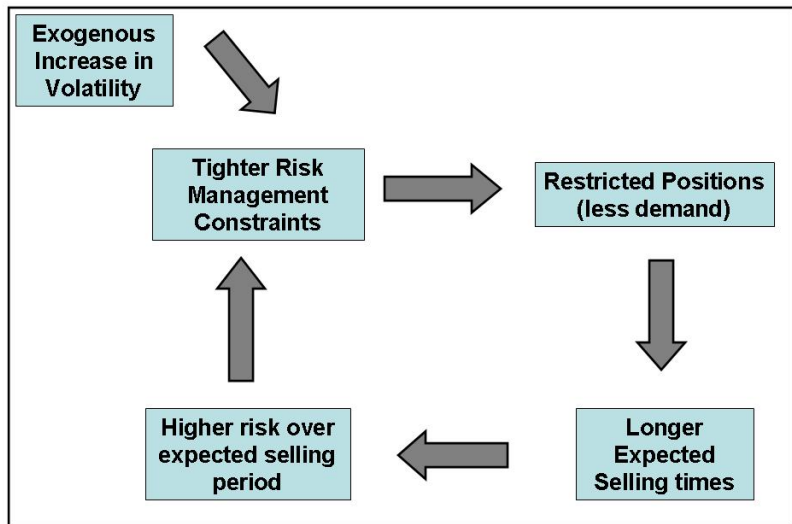 Exogenous
Increase in
Volatility
Tighter Risk
Management
Constraints
Restricted Positions
(less demand)
Higher risk over
expected selling
period
Longer
Expected
Selling times